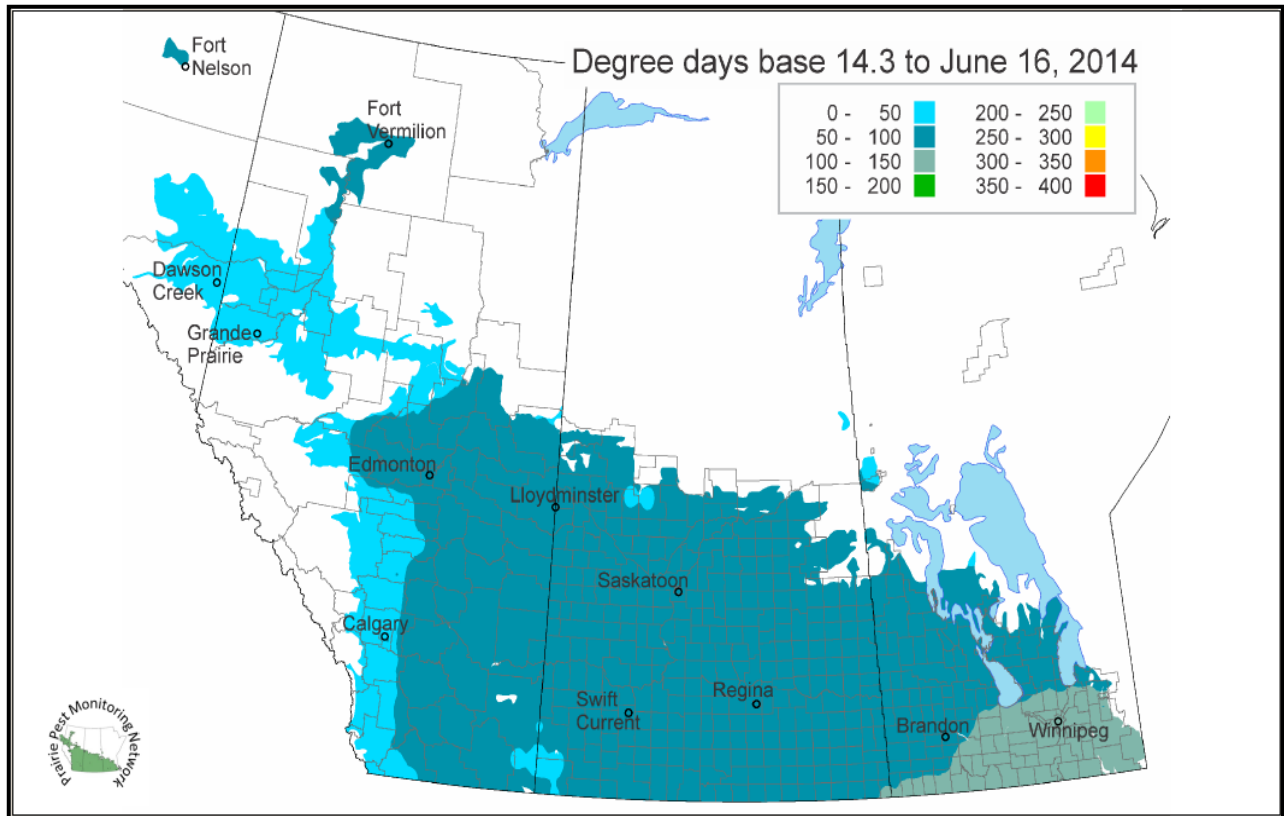 Fort
Nelson
Degree days base 14.3 to June 16, 2014
0 - 50
200 - 250
50 - 100
250 - 300
100 - 150
300 - 350
150 - 200
350 - 400
Fort
Vermilion
Dawson
Creek
Grande
Prairie
Edmonton
Lloydminster
Saskatoon
Calgary
Swift
Current
Regina
Brandon
Winnipeg
Prairie Pest Monitoring Network